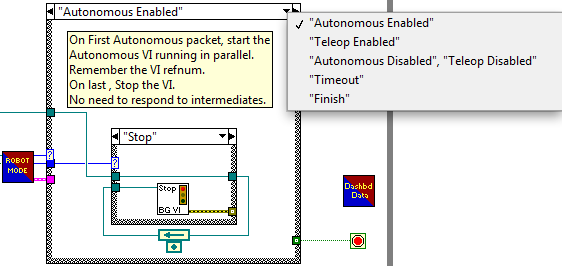 "Autonomous Enabled"
On First Autonomous packet, start the
Autonomous VI running in parallel.
Remember the VI refnum.
On last , Stop the VI.
No need to respond to intermediates.
"Autonomous Enabled"
"Teleop Enabled"
"Autonomous Disabled", "Teleop Disabled"
"Timeout"
"Finish"
"Stop"
?
?
ROBOT
MODE
Stop
BG VI
Dashbd
Data